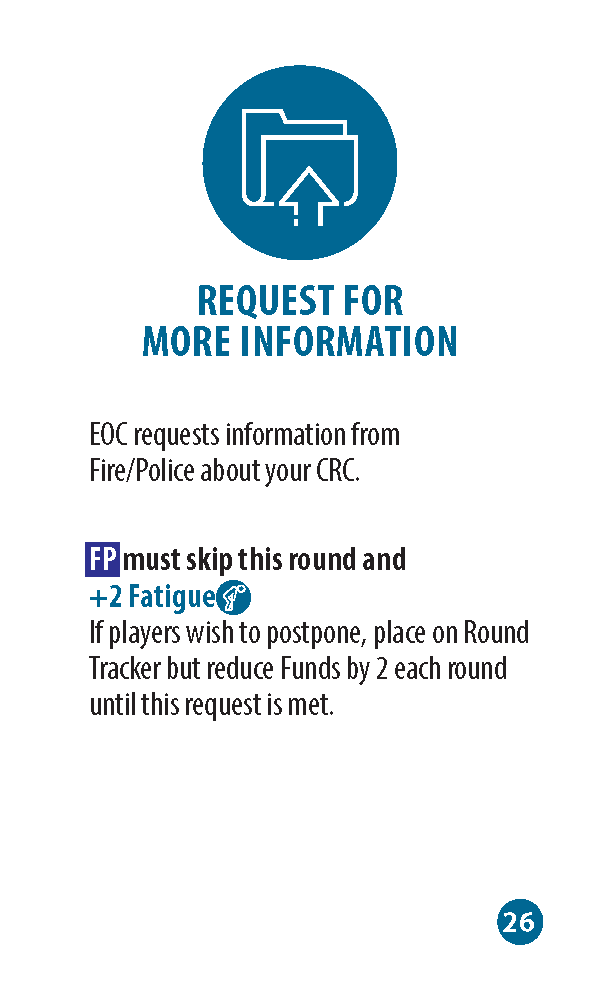 REQUEST FOR
MORE INFORMATION
EOC requests information from
Fire/Police about your CRC.
FP must skip this round and
+2 Fatigue
If players wish to postpone, place on Round
Tracker but reduce Funds by 2 each round
until this request is met.
26